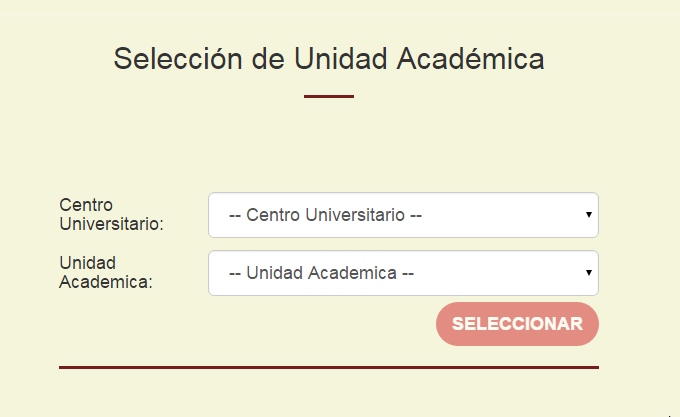 Selección de Unidad Académica
Centro
Universitario:
-- Centro Universitario --
Unidad
Academica:
-- Unidad Academica --
SELECCIONAR